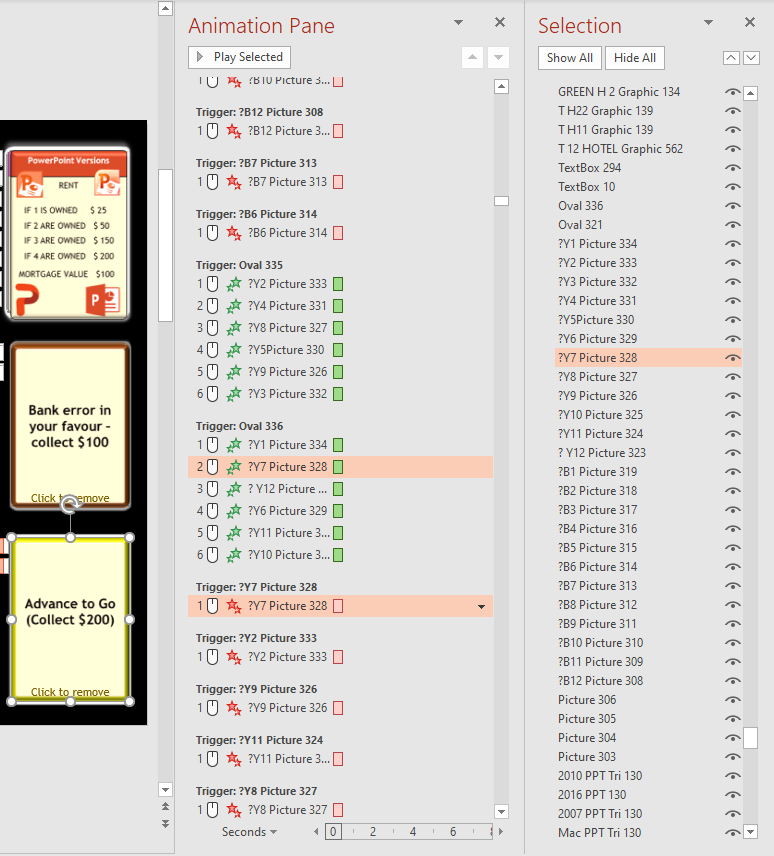 PowerPoint Versions
RENT
IF 1 IS OWNED $ 25
IF 2 ARE OWNED $ 50
IF 3 ARE OWNED $ 150
IF 4 ARE OWNED $ 200
MORTGAGE VALUE $100
Bank error in
your favour –
collect $100
Click to remove
Advance to Go
(Collect $200)
Click to remove
Animation Pane
Play Selected
1 ?B10 Picture 3...
Trigger: ?B12 Picture 308
1 ?B12 Picture 3...
Trigger: ?B7 Picture 313
1 ?B7 Picture 313
Trigger: ?B6 Picture 314
1 ?B6 Picture 314
Trigger: Oval 335
1 ?Y2 Picture 333
2 ?Y4 Picture 331
3 ?Y8 Picture 327
4 ?Y5Picture 330
5 ?Y9 Picture 326
6 ?Y3 Picture 332
Trigger: Oval 336
1 ?Y1 Picture 334
2 ?Y7 Picture 328
3 ? Y12 Picture ...
4 ?Y6 Picture 329
5 ?Y11 Picture 3...
6 ?Y10 Picture 3...
Trigger: ?Y7 Picture 328
1 ?Y7 Picture 328
Trigger: ?Y2 Picture 333
1 ?Y2 Picture 333
Trigger: ?Y9 Picture 326
1 ?Y9 Picture 326
Trigger: ?Y11 Picture 324
1 ?Y11 Picture 3...
Trigger: ?Y8 Picture 327
1 ?Y8 Picture 327
Seconds 0 2 4 6
Selection
Show All Hide All
GREEN H 2 Graphic 134
T H22 Graphic 139
T H11 Graphic 139
T 12 HOTEL Graphic 562
TextBox 294
TextBox 10
Oval 336
Oval 321
?Y1 Picture 334
?Y2 Picture 333
?Y3 Picture 332
?Y4 Picture 331
?Y5Picture 330
?Y6 Picture 329
?Y7 Picture 328
?Y8 Picture 327
?Y9 Picture 326
?Y10 Picture 325
?Y11 Picture 324
? Y12 Picture 323
?B1 Picture 319
?B2 Picture 318
?B3 Picture 317
?B4 Picture 316
?B5 Picture 315
?B6 Picture 314
?B7 Picture 313
?B8 Picture 312
?B9 Picture 311
?B10 Picture 310
?B11 Picture 309
?B12 Picture 308
Picture 306
Picture 305
Picture 304
Picture 303
2010 PPT Tri 130
2016 PPT 130
2007 PPT Tri 130
Mac PPT Tri 130